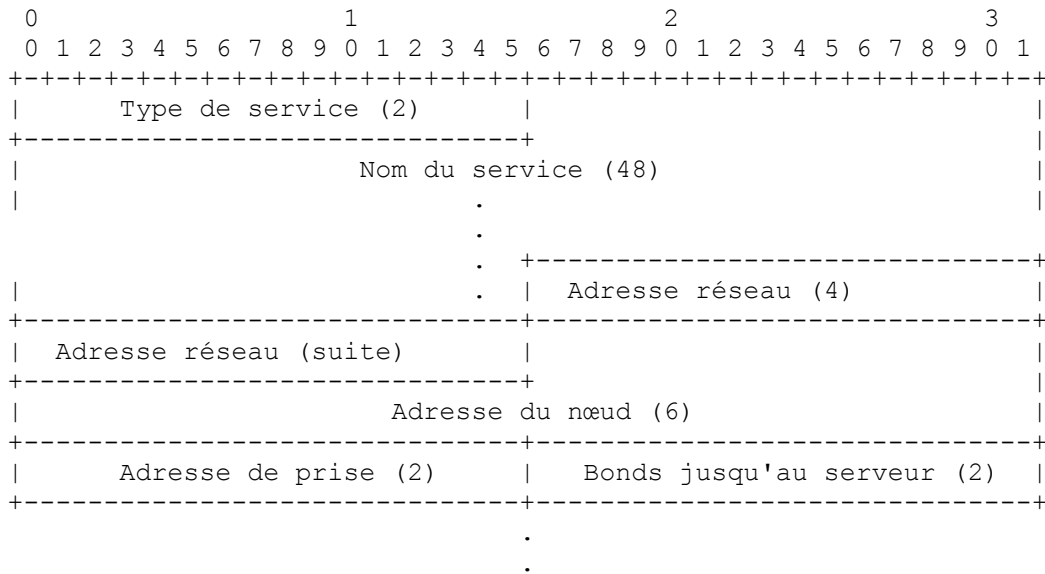 0                   1                   2                   3
 0 1 2 3 4 5 6 7 8 9 0 1 2 3 4 5 6 7 8 9 0 1 2 3 4 5 6 7 8 9 0 1
+-+-+-+-+-+-+-+-+-+-+-+-+-+-+-+-+-+-+-+-+-+-+-+-+-+-+-+-+-+-+-+-+
|      Type de service (2)      |                               |
+-------------------------------+                               |
|                     Nom du service (48)                       |
|                            .                                  |
                             .
                             .  +-------------------------------+
|                            .  |  Adresse réseau (4)           |
+-------------------------------+-------------------------------+
|  Adresse réseau (suite)       |                               |
+-------------------------------+                               |
|                       Adresse du nœud (6)                     |
+-------------------------------+-------------------------------+
|      Adresse de prise (2)     |   Bonds jusqu'au serveur (2)  |
+-------------------------------+-------------------------------+
                                .
                                .